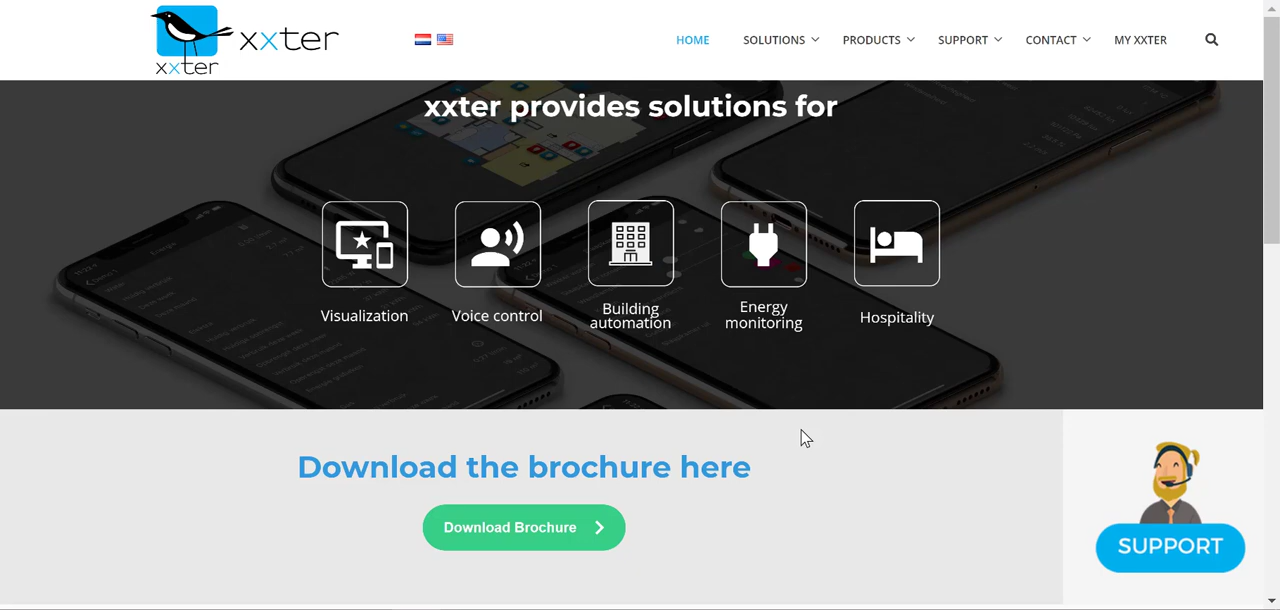 xxter
xxter
HOME
SOLUTIONS
PRODUCTS
SUPPORT
CONTACT
MY XXTER
xxter provides solutions for
Visualization
Voice control
Building
automation
Energy
monitoring
Hospitality
Download the brochure here
Download Brochure
SUPPORT